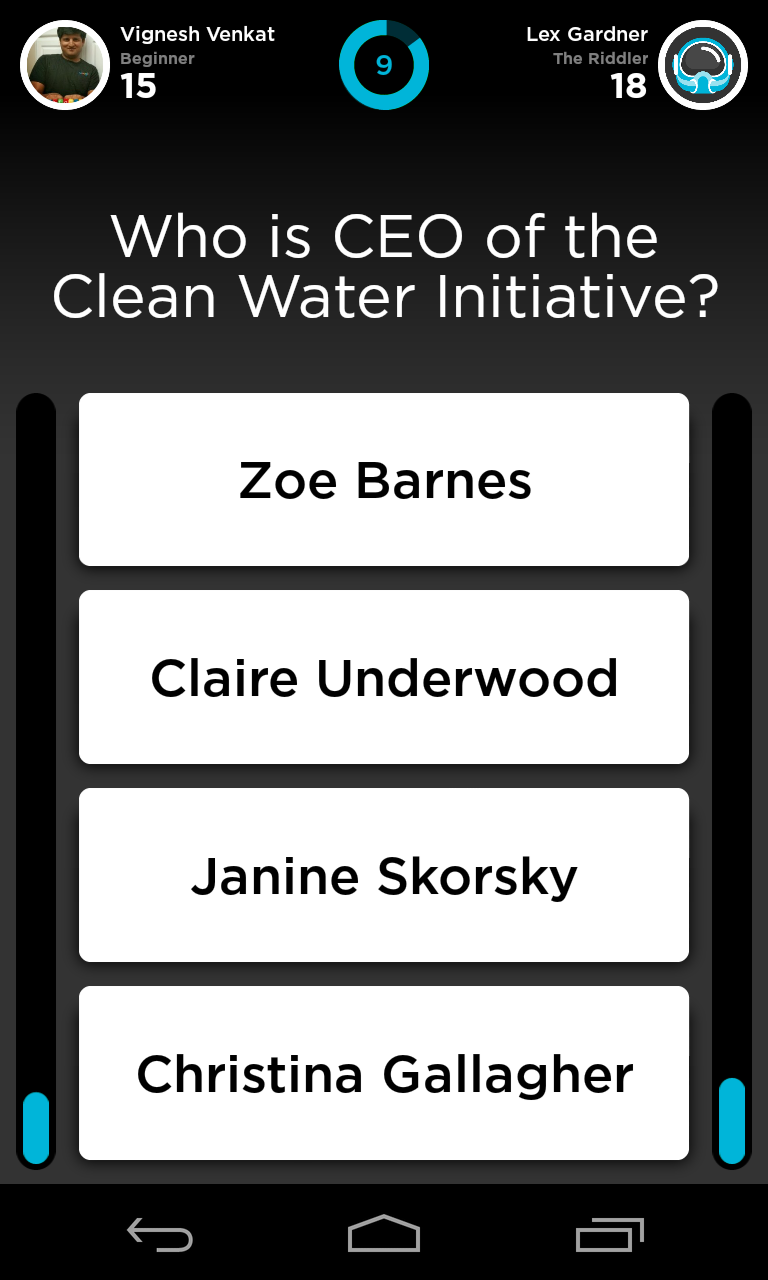 Vignesh Venkat
Beginner
15
9
Lex Gardner
The Riddler
18
Who is CEO of the
Clean Water Initiative?
Zoe Barnes
Claire Underwood
Janine Skorsky
Christina Gallagher